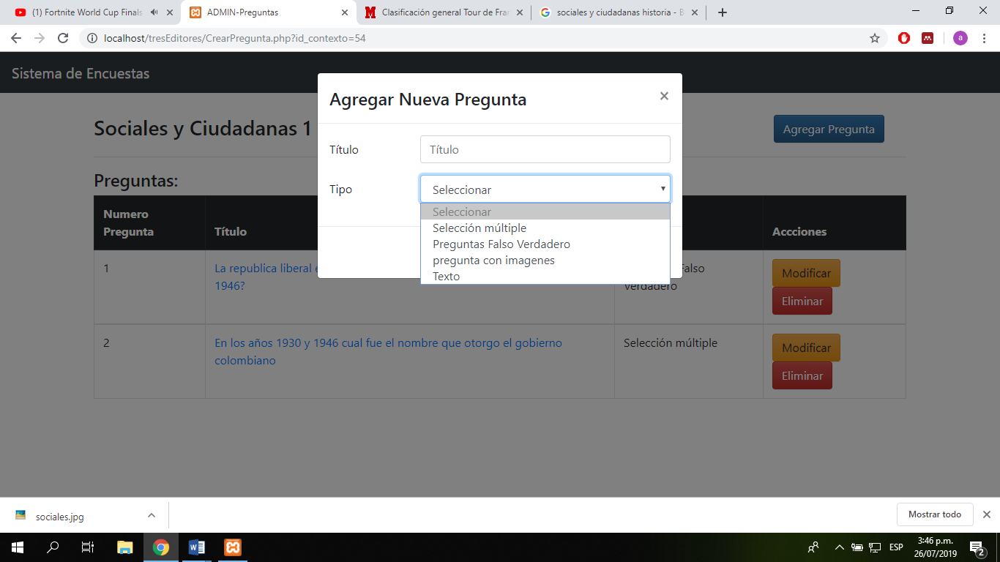 (1) Fortnite World Cup Finals
ADMIN-Preguntas
Clasificación general Tour de Fran
sociales y ciudadanas historia - B
localhost/tresEditores/CrearPregunta.php?id_contexto=54
a
Sistema de Encuestas
Agregar Nueva Pregunta
×
Sociales y Ciudadanas 1
Agregar Pregunta
Título
Título
Tipo
Seleccionar
Seleccionar
Selección múltiple
Preguntas Falso Verdadero
pregunta con imagenes
Texto
Preguntas:
Numero
Pregunta
Título
Accciones
1
La republica liberal e
1946?
Falso
Verdadero
Modificar
Eliminar
2
En los años 1930 y 1946 cual fue el nombre que otorgo el gobierno
colombiano
Selección múltiple
Modificar
Eliminar
sociales.jpg
Mostrar todo
ESP
3:46 p.m.
26/07/2019
2